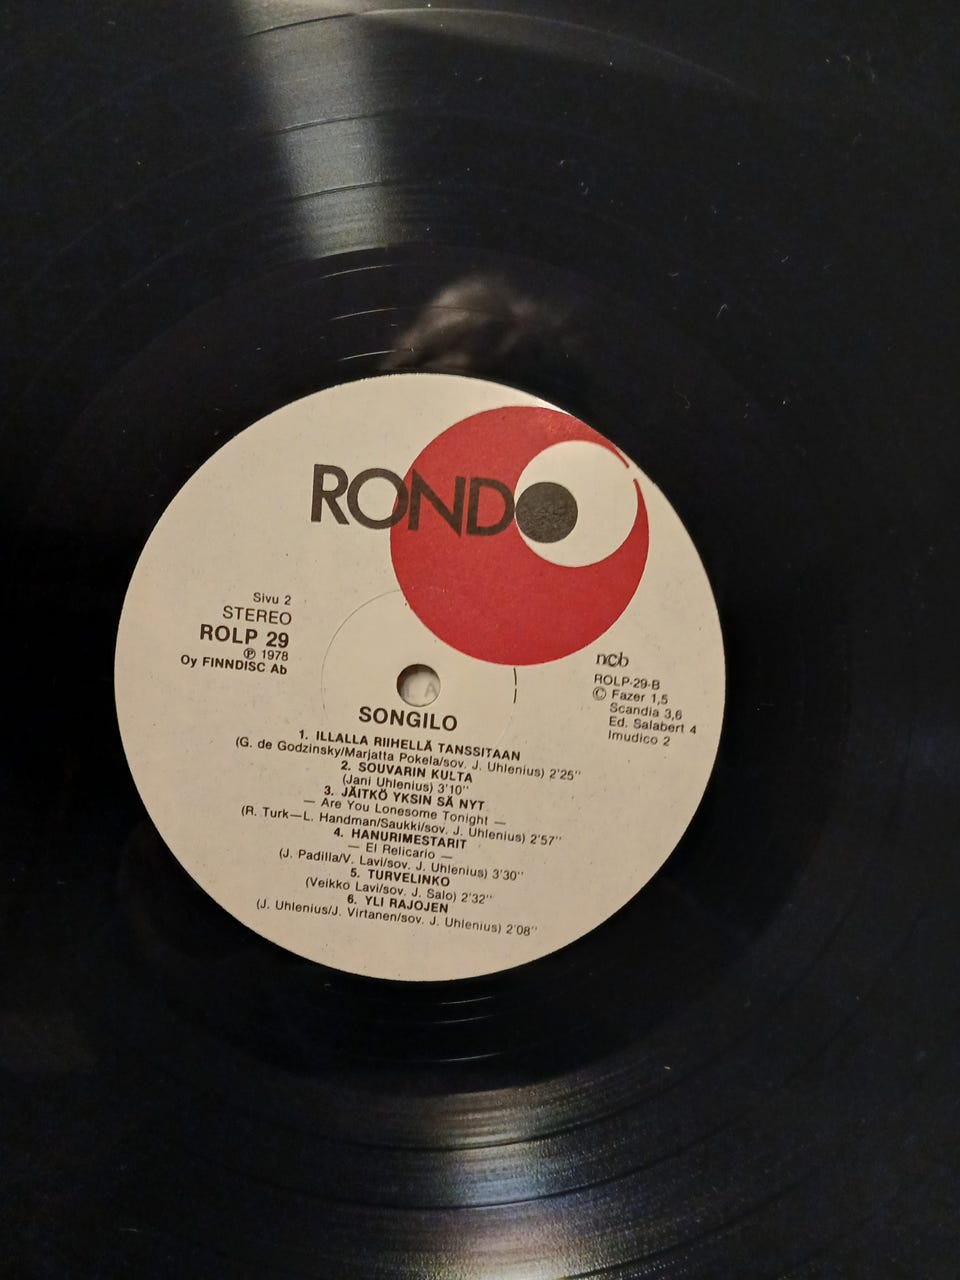 RONDO
Sivu 2
STEREO
ROLP 29
℗ 1978
Oy FINNDISC Ab
ncb
ROLP-29-B
© Fazer 1,5
Scandia 3,6
Ed. Salabert 4
Imudico 2
SONGILO
1. ILLALLA RIIHELLÄ TANSSITAAN
(G. de Godzinsky/Marjatta Pokela/sov. J. Uhlenius) 2'25''
2. SOUVARIN KULTA
(Jani Uhlenius) 3'10''
3. JÄITKÖ YKSIN SÄ NYT
— Are You Lonesome Tonight —
(R. Turk—L. Handman/Saukki/sov. J. Uhlenius) 2'57''
4. HANURIMESTARIT
— El Relicario —
(J. Padilla/V. Lavi/sov. J. Uhlenius) 3'30''
5. TURVELINKO
(Veikko Lavi/sov. J. Salo) 2'32''
6. YLI RAJOJEN
(J. Uhlenius/J. Virtanen/sov. J. Uhlenius) 2'08''